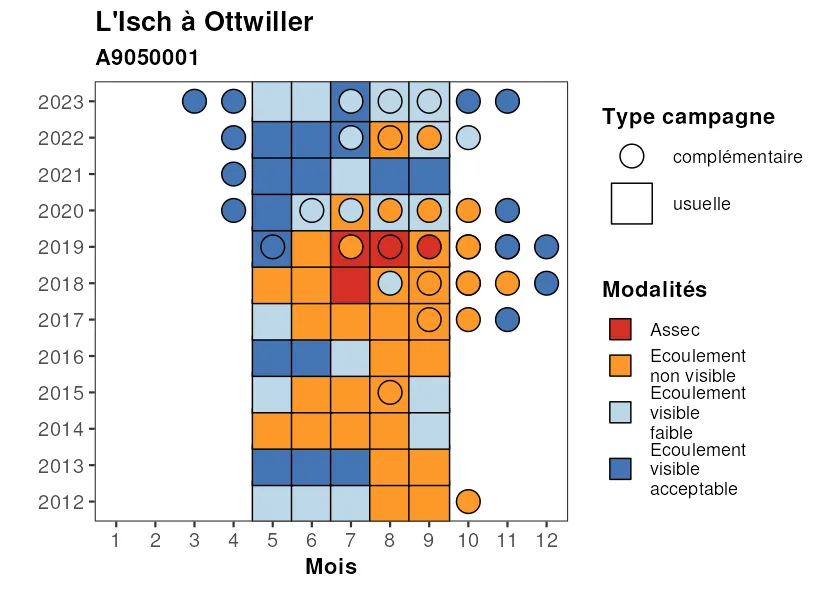 L'Isch à Ottwiller
A9050001
2023
2022
2021
2020
2019
2018
2017
2016
2015
2014
2013
2012
1 2 3 4 5 6 7 8 9 10 11 12
Mois
Type campagne
complémentaire
usuelle
Modalités
Assec
Ecoulement
non visible
Ecoulement
visible
faible
Ecoulement
visible
acceptable